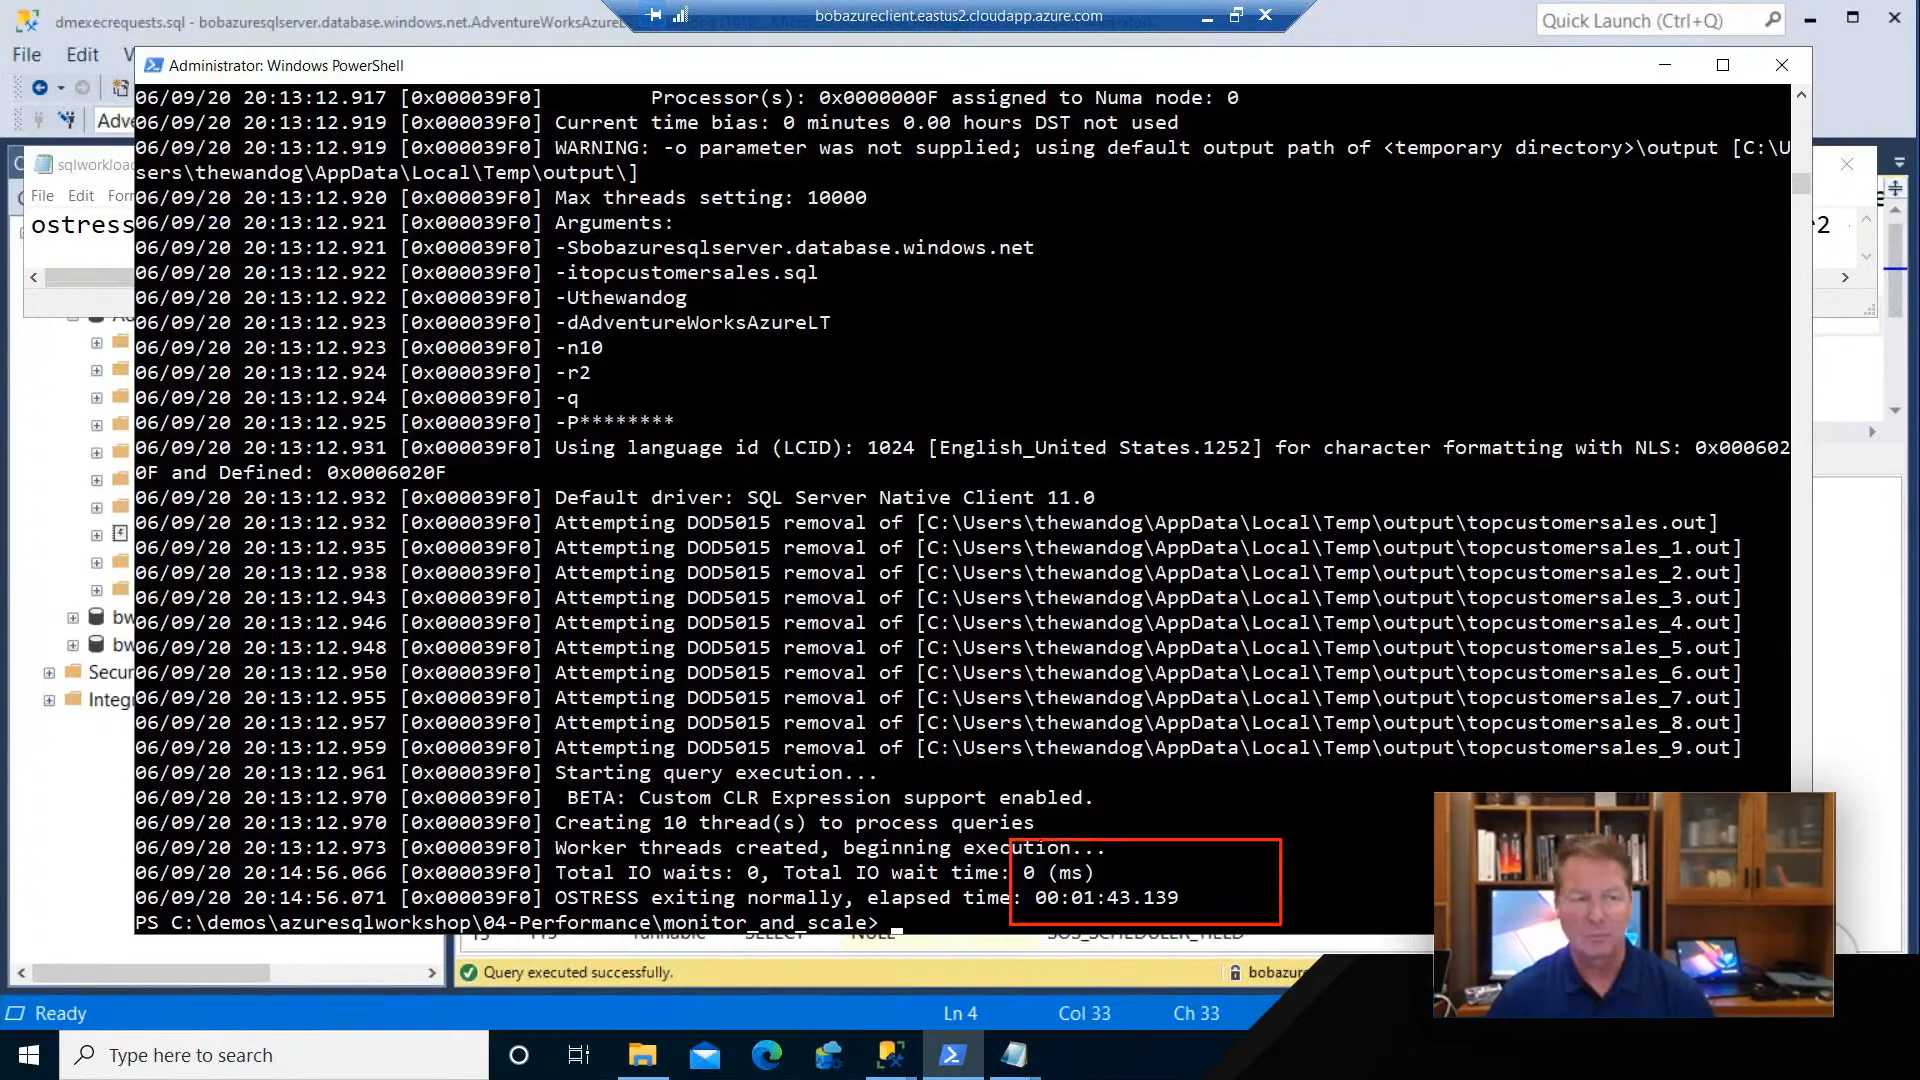 dmexecrequests.sql - bobazuresqlserver.database.windows.net.AdventureWorksAzureL
bobazureclient.eastus2.cloudapp.azure.com
Quick Launch (Ctrl+Q)
File Edit V
Administrator: Windows PowerShell
Adve
sqlworkload
File Edit Form
ostress
r2
06/09/20 20:13:12.917 [0x000039F0] Processor(s): 0x0000000F assigned to Numa node: 0
06/09/20 20:13:12.919 [0x000039F0] Current time bias: 0 minutes 0.00 hours DST not used
06/09/20 20:13:12.919 [0x000039F0] WARNING: -o parameter was not supplied; using default output path of <temporary directory>\output [C:\U
sers\thewandog\AppData\Local\Temp\output\]
06/09/20 20:13:12.920 [0x000039F0] Max threads setting: 10000
06/09/20 20:13:12.921 [0x000039F0] Arguments:
06/09/20 20:13:12.921 [0x000039F0] -Sbobazuresqlserver.database.windows.net
06/09/20 20:13:12.922 [0x000039F0] -itopcustomersales.sql
06/09/20 20:13:12.922 [0x000039F0] -Uthewandog
06/09/20 20:13:12.923 [0x000039F0] -dAdventureWorksAzureLT
06/09/20 20:13:12.923 [0x000039F0] -n10
06/09/20 20:13:12.924 [0x000039F0] -r2
06/09/20 20:13:12.924 [0x000039F0] -q
06/09/20 20:13:12.925 [0x000039F0] -P********
06/09/20 20:13:12.931 [0x000039F0] Using language id (LCID): 1024 [English_United States.1252] for character formatting with NLS: 0x000602
0F and Defined: 0x0006020F
06/09/20 20:13:12.932 [0x000039F0] Default driver: SQL Server Native Client 11.0
06/09/20 20:13:12.932 [0x000039F0] Attempting DOD5015 removal of [C:\Users\thewandog\AppData\Local\Temp\output\topcustomersales.out]
06/09/20 20:13:12.935 [0x000039F0] Attempting DOD5015 removal of [C:\Users\thewandog\AppData\Local\Temp\output\topcustomersales_1.out]
06/09/20 20:13:12.938 [0x000039F0] Attempting DOD5015 removal of [C:\Users\thewandog\AppData\Local\Temp\output\topcustomersales_2.out]
06/09/20 20:13:12.943 [0x000039F0] Attempting DOD5015 removal of [C:\Users\thewandog\AppData\Local\Temp\output\topcustomersales_3.out]
06/09/20 20:13:12.946 [0x000039F0] Attempting DOD5015 removal of [C:\Users\thewandog\AppData\Local\Temp\output\topcustomersales_4.out]
06/09/20 20:13:12.948 [0x000039F0] Attempting DOD5015 removal of [C:\Users\thewandog\AppData\Local\Temp\output\topcustomersales_5.out]
06/09/20 20:13:12.950 [0x000039F0] Attempting DOD5015 removal of [C:\Users\thewandog\AppData\Local\Temp\output\topcustomersales_6.out]
06/09/20 20:13:12.955 [0x000039F0] Attempting DOD5015 removal of [C:\Users\thewandog\AppData\Local\Temp\output\topcustomersales_7.out]
06/09/20 20:13:12.957 [0x000039F0] Attempting DOD5015 removal of [C:\Users\thewandog\AppData\Local\Temp\output\topcustomersales_8.out]
06/09/20 20:13:12.959 [0x000039F0] Attempting DOD5015 removal of [C:\Users\thewandog\AppData\Local\Temp\output\topcustomersales_9.out]
06/09/20 20:13:12.961 [0x000039F0] Starting query execution...
06/09/20 20:13:12.970 [0x000039F0] BETA: Custom CLR Expression support enabled.
06/09/20 20:13:12.970 [0x000039F0] Creating 10 thread(s) to process queries
06/09/20 20:13:12.973 [0x000039F0] Worker threads created, beginning execution...
06/09/20 20:14:56.066 [0x000039F0] Total IO waits: 0, Total IO wait time: 0 (ms)
06/09/20 20:14:56.071 [0x000039F0] OSTRESS exiting normally, elapsed time: 00:01:43.139
PS C:\demos\azuresqlworkshop\04-Performance\monitor_and_scale>
bw
bw
Secur
Integr
Query executed successfully.
bobazure
Ready
Ln 4 Col 33 Ch 33
Type here to search